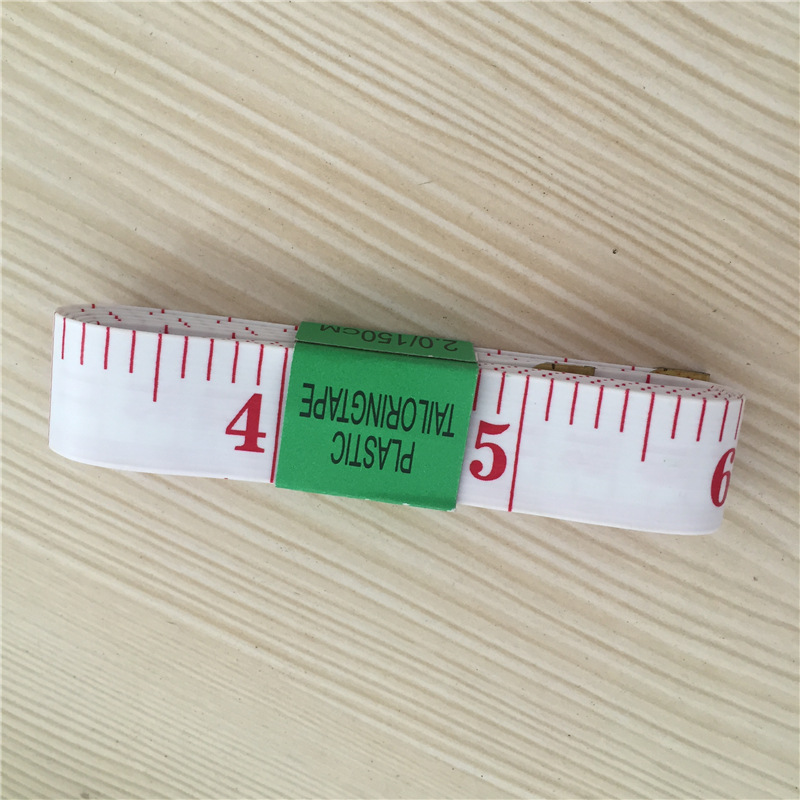 2.0/150CM
PLASTIC
TAILORINGTAPE
4
5
6